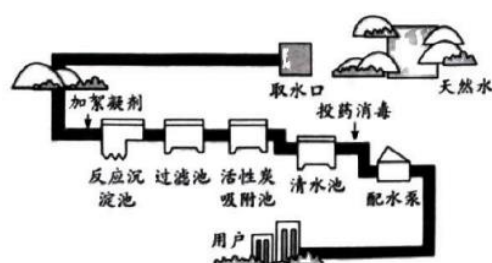 取水口
天然水
加絮凝剂
投药消毒
反应沉
淀池
过滤池
活性炭
吸附池
清水池
配水泵
用户